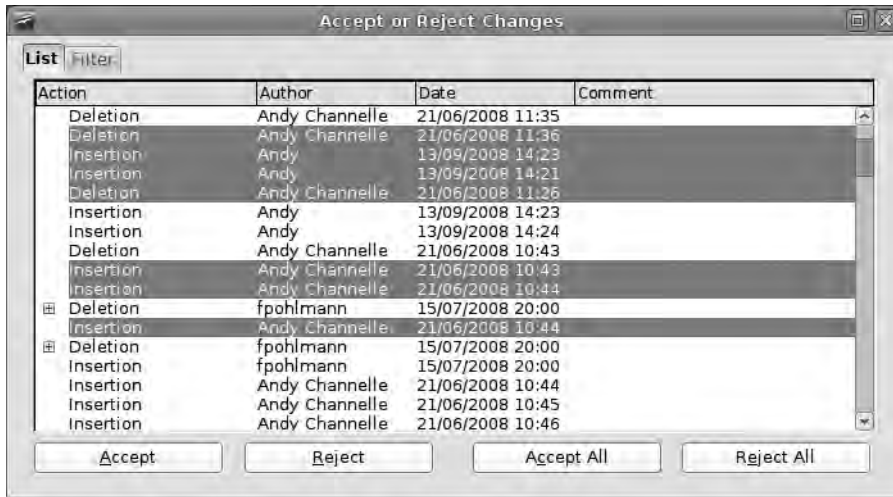 Accept or Reject Changes
List Filter
Action Author Date Comment
Deletion Andy Channelle 21/06/2008 11:35
Deletion Andy Channelle 21/06/2008 11:36
Insertion Andy 13/09/2008 14:23
Insertion Andy 13/09/2008 14:21
Deletion Andy Channelle 21/06/2008 11:26
Insertion Andy 13/09/2008 14:23
Insertion Andy 13/09/2008 14:24
Deletion Andy Channelle 21/06/2008 10:43
Insertion Andy Channelle 21/06/2008 10:43
Insertion Andy Channelle 21/06/2008 10:44
Deletion fpohlmann 15/07/2008 20:00
Insertion Andy Channelle 21/06/2008 10:44
Deletion fpohlmann 15/07/2008 20:00
Insertion fpohlmann 15/07/2008 20:00
Insertion Andy Channelle 21/06/2008 10:44
Insertion Andy Channelle 21/06/2008 10:45
Insertion Andy Channelle 21/06/2008 10:46
Accept Reject Accept All Reject All